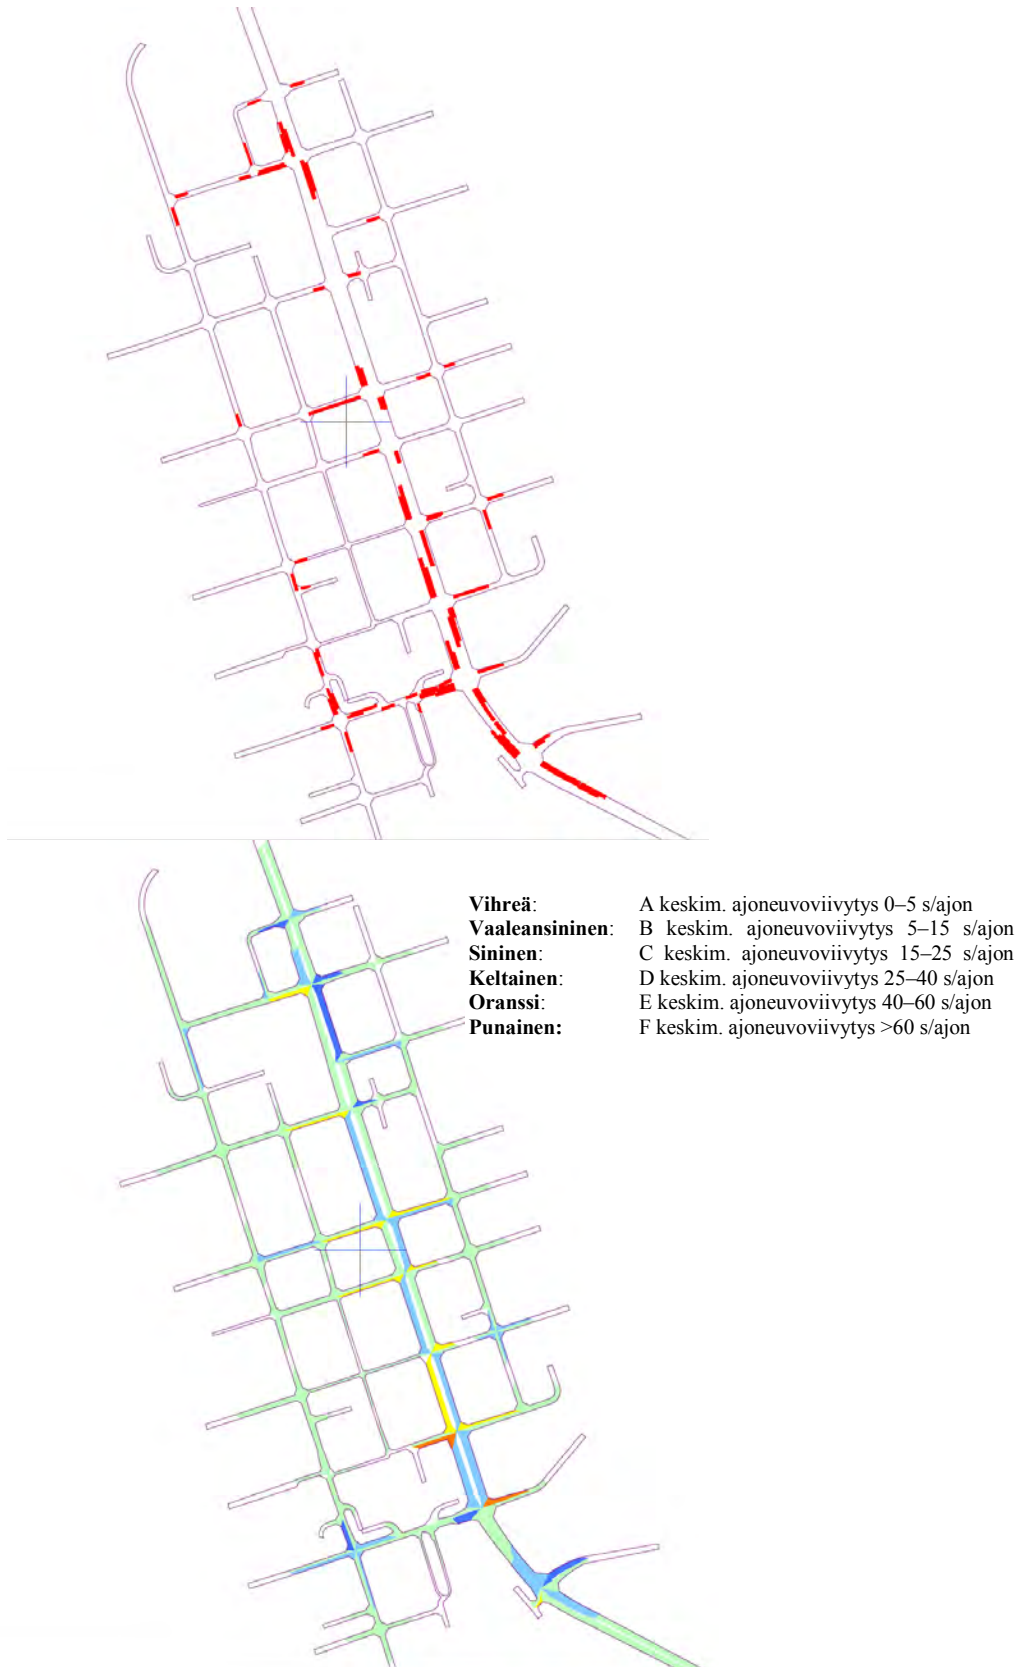 Vihreä: A keskim. ajoneuvoviivytys 0–5 s/ajon
Vaaleansininen: B keskim. ajoneuvoviivytys 5–15 s/ajon
Sininen: C keskim. ajoneuvoviivytys 15–25 s/ajon
Keltainen: D keskim. ajoneuvoviivytys 25–40 s/ajon
Oranssi: E keskim. ajoneuvoviivytys 40–60 s/ajon
Punainen: F keskim. ajoneuvoviivytys >60 s/ajon